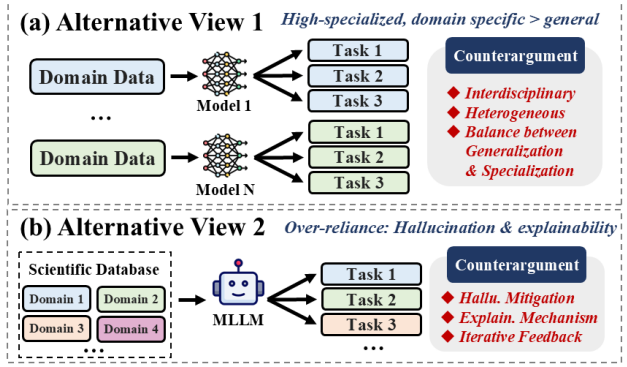 (a) Alternative View 1
High-specialized, domain specific > general
Domain Data
...
Domain Data
Model 1
Model N
Task 1
Task 2
Task 3
Task 1
Task 2
Task 3
Counterargument
Interdisciplinary
Heterogeneous
Balance between
Generalization
& Specialization
(b) Alternative View 2
Over-reliance: Hallucination & explainability
Scientific Database
Domain 1
Domain 2
Domain 3
Domain 4
...
MLLM
Task 1
Task 2
Task 3
...
Counterargument
Hallu. Mitigation
Explain. Mechanism
Iterative Feedback